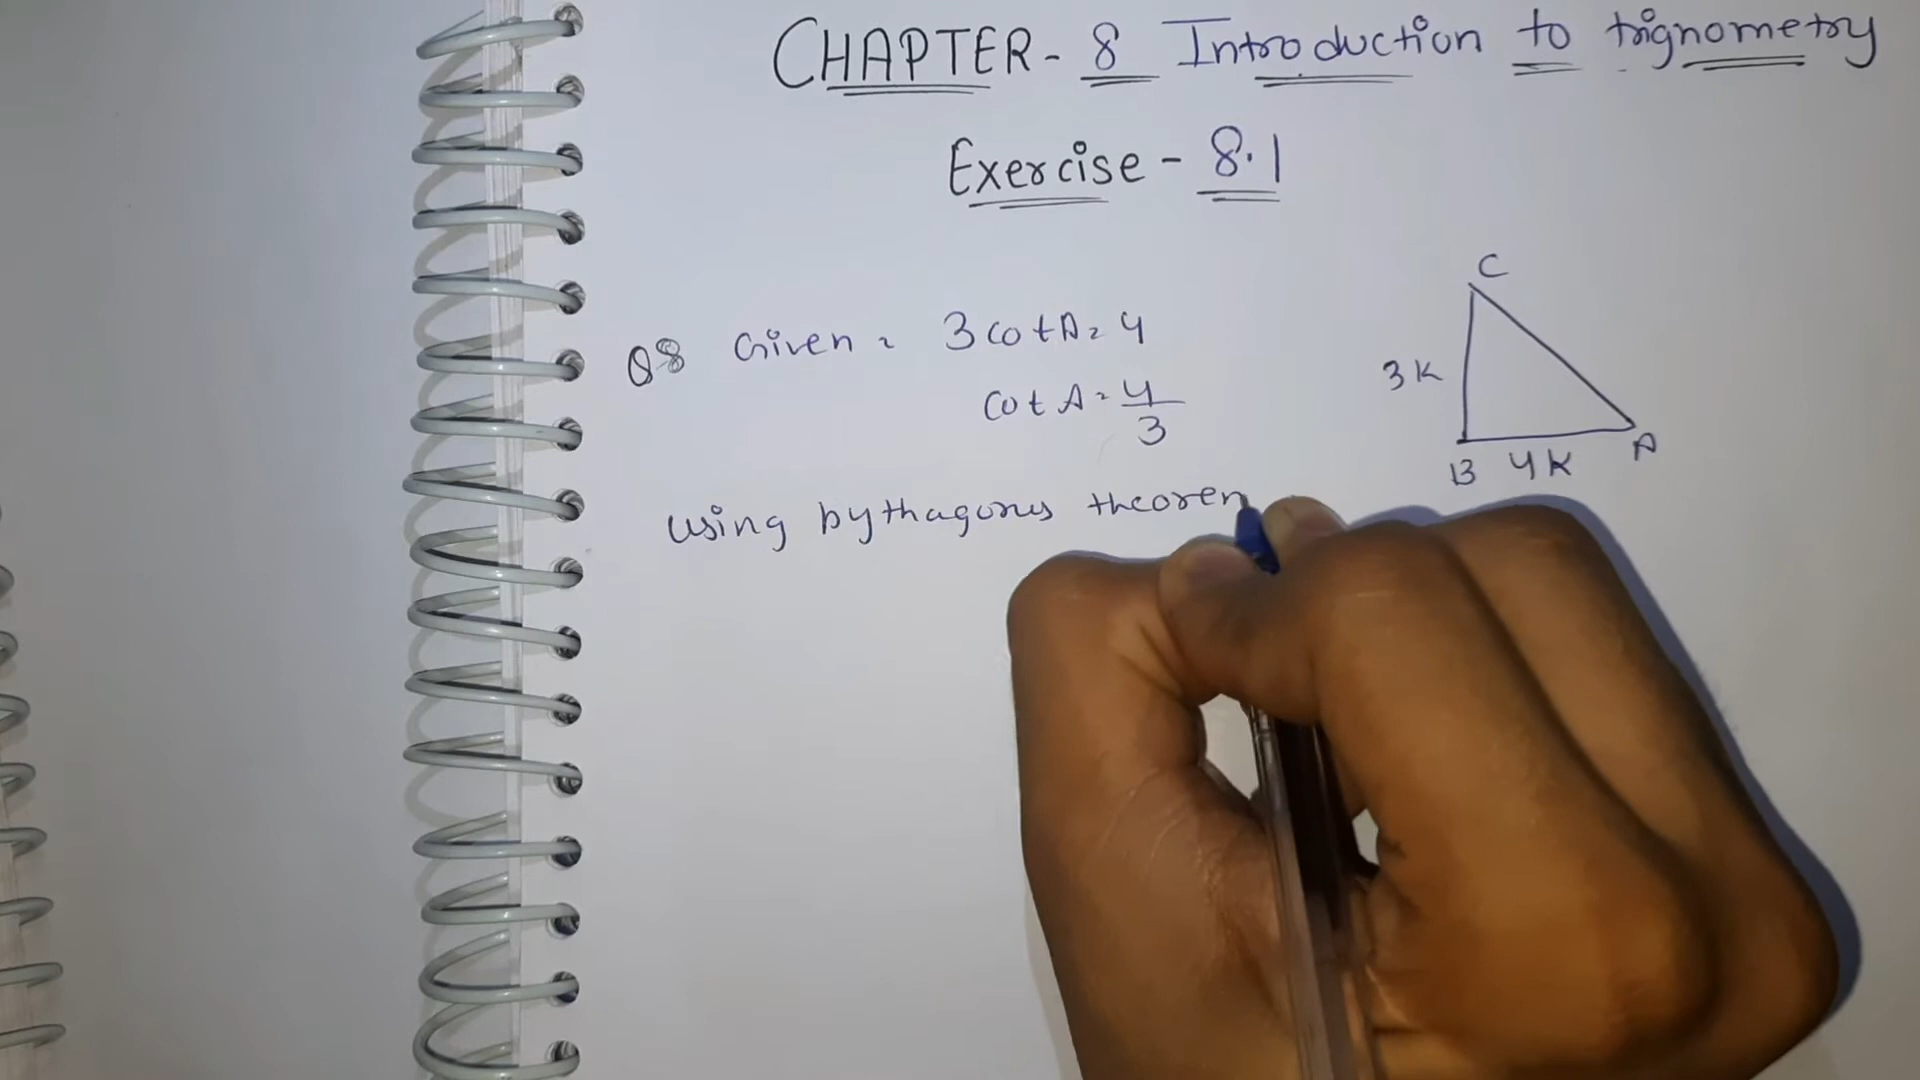 CHAPTER - 8 Introduction to trignometry
Exercise - 8.1
Q8 Given = 3 cot A = 4
cot A = 4/3
C
3K
B 4K A
using pythagorus theorem